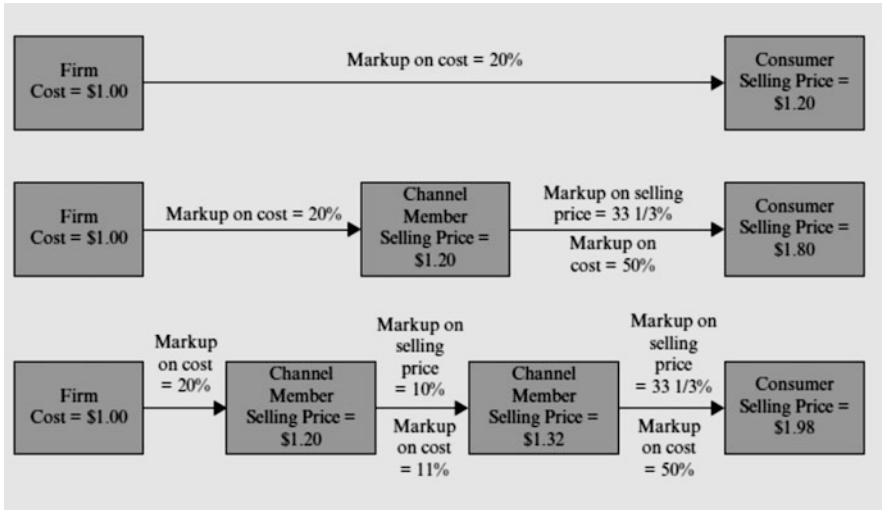 Firm
Cost = $1.00
Markup on cost = 20%
Consumer
Selling Price =
$1.20
Firm
Cost = $1.00
Markup on cost = 20%
Channel
Member
Selling Price =
$1.20
Markup on selling
price = 33 1/3%
Markup on
cost = 50%
Consumer
Selling Price =
$1.80
Firm
Cost = $1.00
Markup
on cost
= 20%
Channel
Member
Selling Price =
$1.20
Markup on
selling
price
= 10%
Markup
on cost
= 11%
Channel
Member
Selling Price =
$1.32
Markup on
selling
price
= 33 1/3%
Markup
on cost
= 50%
Consumer
Selling Price =
$1.98